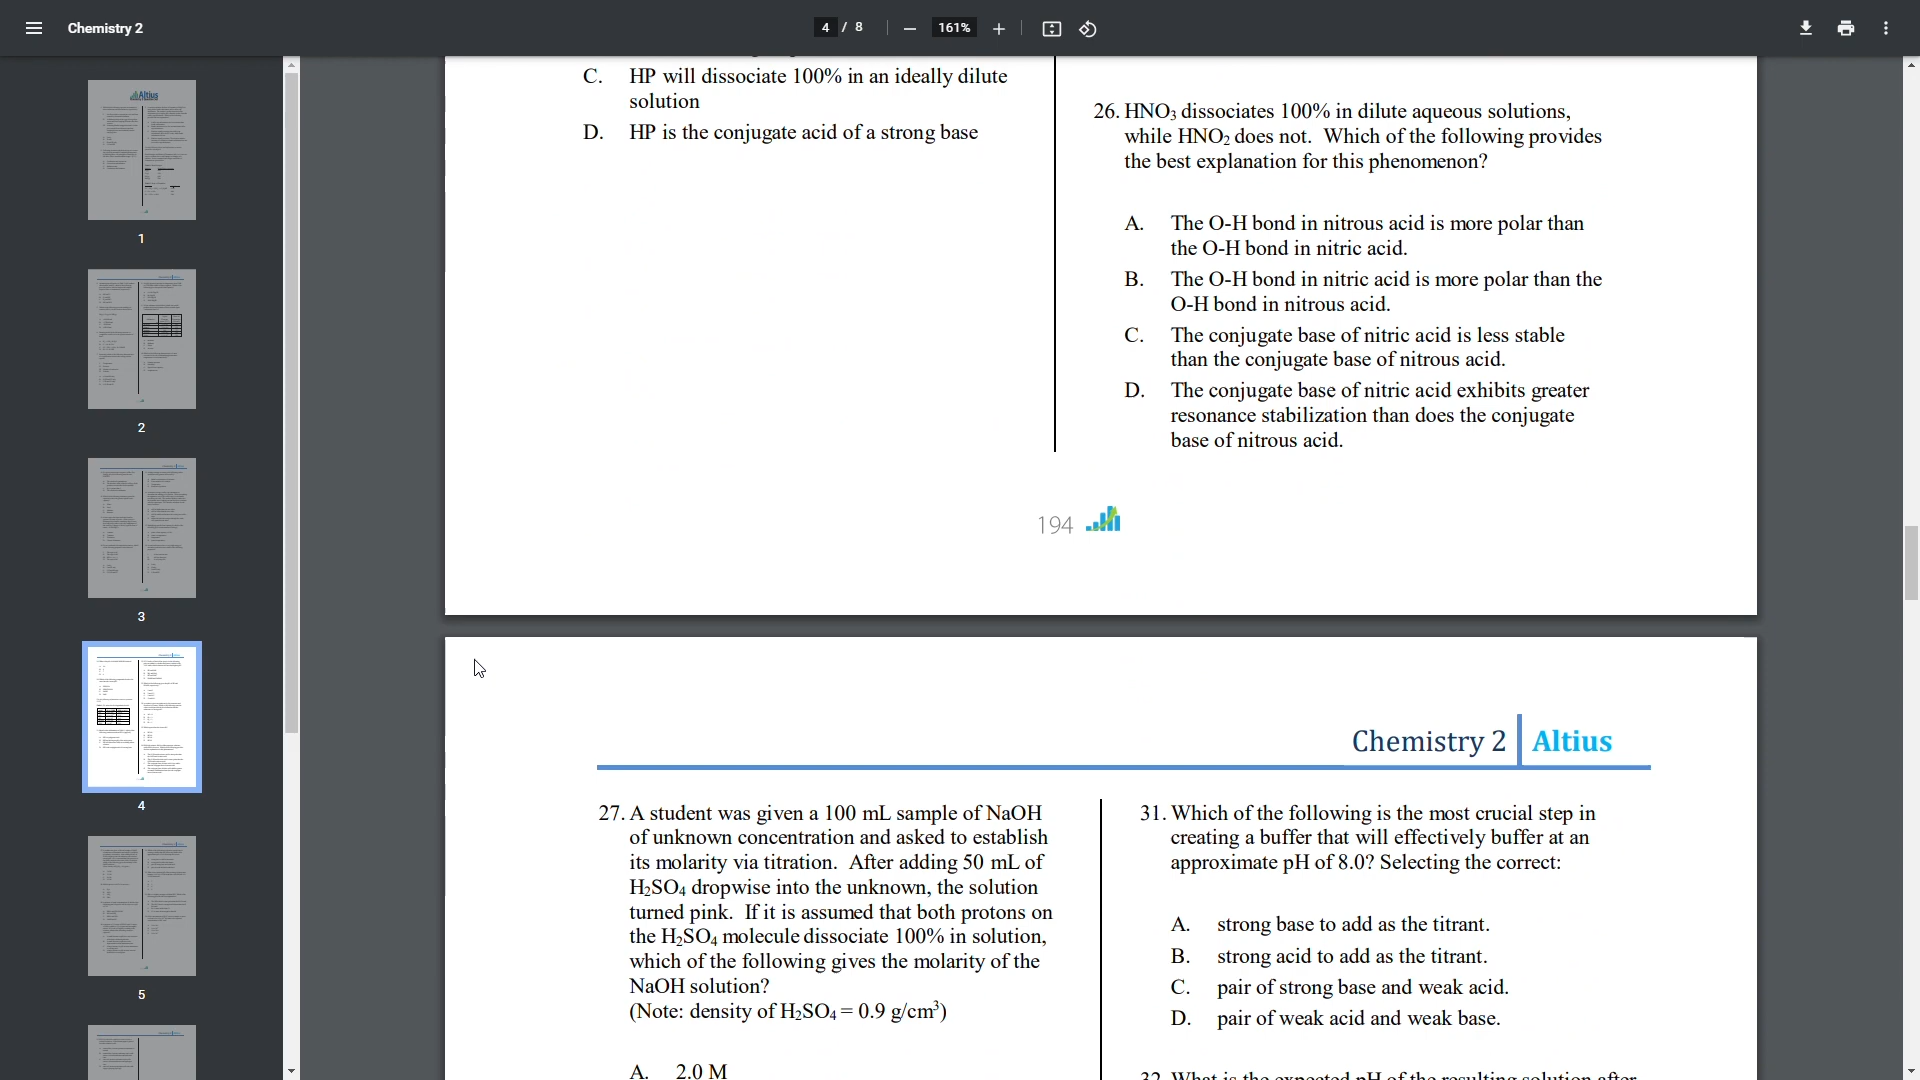 Chemistry 2
4 / 8
161%
1
2
3
4
5
C. HP will dissociate 100% in an ideally dilute
solution
D. HP is the conjugate acid of a strong base
26. HNO₃ dissociates 100% in dilute aqueous solutions,
while HNO₂ does not. Which of the following provides
the best explanation for this phenomenon?
A. The O-H bond in nitrous acid is more polar than
the O-H bond in nitric acid.
B. The O-H bond in nitric acid is more polar than the
O-H bond in nitrous acid.
C. The conjugate base of nitric acid is less stable
than the conjugate base of nitrous acid.
D. The conjugate base of nitric acid exhibits greater
resonance stabilization than does the conjugate
base of nitrous acid.
194
Chemistry 2 Altius
27. A student was given a 100 mL sample of NaOH
of unknown concentration and asked to establish
its molarity via titration. After adding 50 mL of
H₂SO₄ dropwise into the unknown, the solution
turned pink. If it is assumed that both protons on
the H₂SO₄ molecule dissociate 100% in solution,
which of the following gives the molarity of the
NaOH solution?
(Note: density of H₂SO₄ = 0.9 g/cm³)
A. 2.0 M
31. Which of the following is the most crucial step in
creating a buffer that will effectively buffer at an
approximate pH of 8.0? Selecting the correct:
A. strong base to add as the titrant.
B. strong acid to add as the titrant.
C. pair of strong base and weak acid.
D. pair of weak acid and weak base.
32. What is the expected pH of the resulting solution after